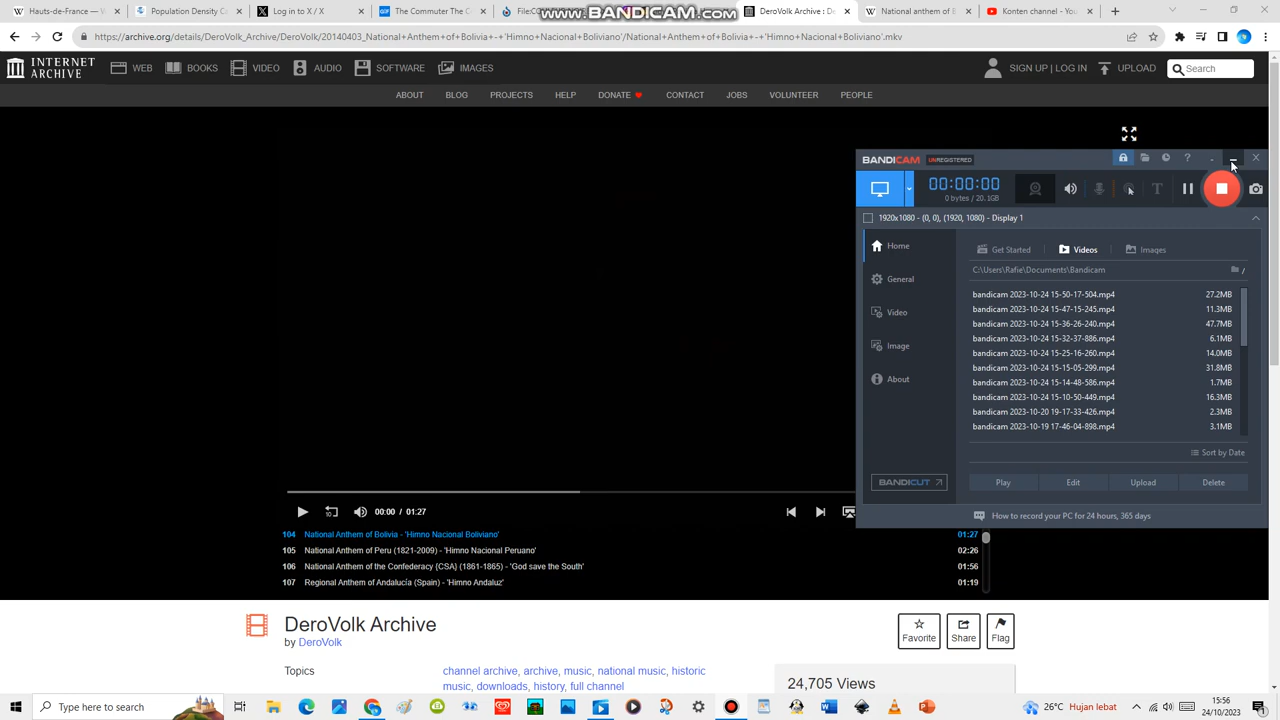 Hauts-de-France - Wikiped
Population Density Compa
Log in to X / X
The Commuter The Comm
File:CO
www.BANDICAM.com
DeroVolk Archive : DeroVo
National anthem of Bolivia
Konten channel - YouTube
https://archive.org/details/DeroVolk_Archive/DeroVolk/20140403_National+Anthem+of+Bolivia+-+'Himno+Nacional+Boliviano'/National+Anthem+of+Bolivia+-+'Himno+Nacional+Boliviano'.mkv
INTERNET ARCHIVE
WEB BOOKS VIDEO AUDIO SOFTWARE IMAGES SIGN UP | LOG IN UPLOAD Search
ABOUT BLOG PROJECTS HELP DONATE CONTACT JOBS VOLUNTEER PEOPLE
BANDICAM UNREGISTERED
00:00:00
0 bytes / 20.1GB
1920x1080 - (0, 0), (1920, 1080) - Display 1
Home
General
Video
Image
About
BANDICUT
Get Started Videos Images
C:\Users\Rafie\Documents\Bandicam
bandicam 2023-10-24 15-50-17-504.mp4 27.2MB
bandicam 2023-10-24 15-47-15-245.mp4 11.3MB
bandicam 2023-10-24 15-36-26-240.mp4 47.7MB
bandicam 2023-10-24 15-32-37-886.mp4 6.1MB
bandicam 2023-10-24 15-25-16-260.mp4 14.0MB
bandicam 2023-10-24 15-15-05-299.mp4 31.8MB
bandicam 2023-10-24 15-14-48-586.mp4 1.7MB
bandicam 2023-10-24 15-10-50-449.mp4 16.3MB
bandicam 2023-10-20 19-17-33-426.mp4 2.3MB
bandicam 2023-10-19 17-46-04-898.mp4 3.1MB
Sort by Date
Play Edit Upload Delete
How to record your PC for 24 hours, 365 days
10 00:00 / 01:27
104 National Anthem of Bolivia - 'Himno Nacional Boliviano' 01:27
105 National Anthem of Peru (1821-2009) - 'Himno Nacional Peruano' 02:26
106 National Anthem of the Confederacy {CSA} (1861-1865) - 'God save the South' 01:56
107 Regional Anthem of Andalucía (Spain) - 'Himno Andaluz' 01:19
DeroVolk Archive
by DeroVolk
Favorite Share Flag
Topics channel archive, archive, music, national music, historic
music, downloads, history, full channel
24,705 Views
Type here to search
26°C Hujan lebat
15:56
24/10/2023